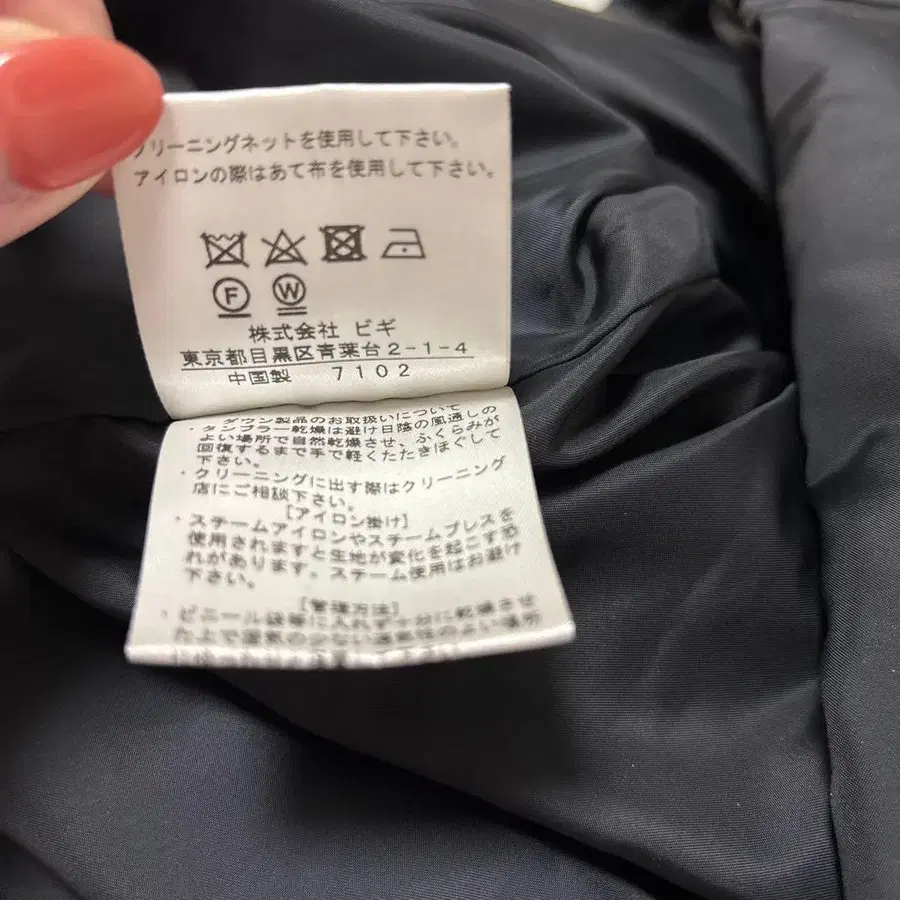 クリーニングネットを使用して下さい。
アイロンの際はあて布を使用して下さい。
F W
株式会社 ビギ
東京都目黒区青葉台2-1-4
中国製 7102
ダウン製品のお取扱いについて
・タンブラー乾燥は避け日陰の風通しの
よい場所で自然乾燥させ、ふくらみが
回復するまで手で軽くたたきほぐして
下さい。
・クリーニングに出す際はクリーニング
店にご相談下さい。
[アイロン掛け]
・スチームアイロンやスチームプレスを
使用されますと生地が変化を起こす恐
れがあります、スチーム使用はお避け
下さい。
[管理方法]
・ビニール袋等に入れず十分に乾燥させ
た上で湿気の少ない通気性のよい場所